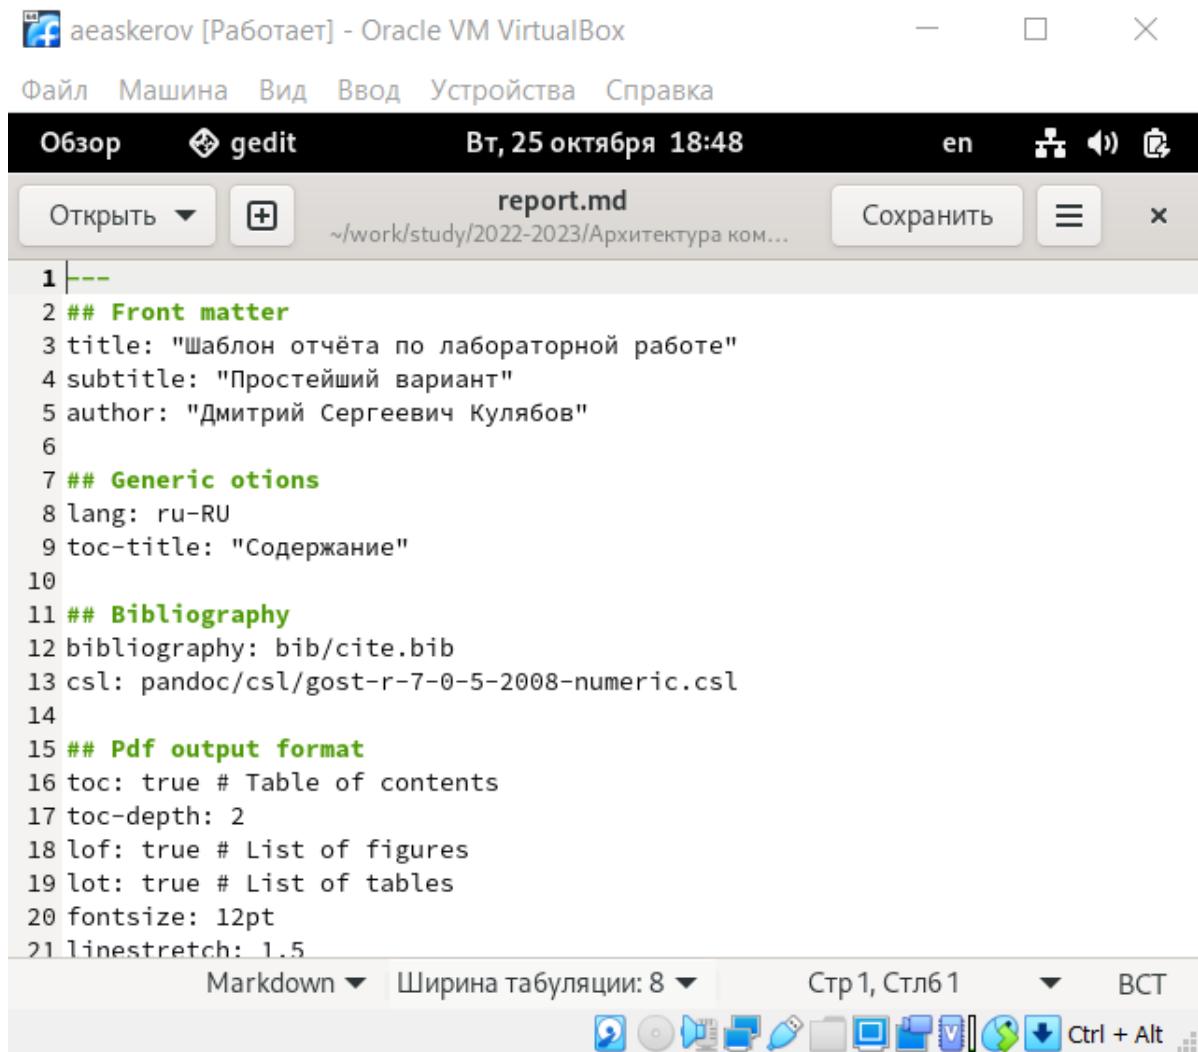 aeaskerov [Работает] - Oracle VM VirtualBox
Файл Машина Вид Ввод Устройства Справка
Обзор gedit Вт, 25 октября 18:48 en
Открыть report.md Сохранить
~/work/study/2022-2023/Архитектура ком...
1 ---
2 ## Front matter
3 title: "Шаблон отчёта по лабораторной работе"
4 subtitle: "Простейший вариант"
5 author: "Дмитрий Сергеевич Кулябов"
6
7 ## Generic otions
8 lang: ru-RU
9 toc-title: "Содержание"
10
11 ## Bibliography
12 bibliography: bib/cite.bib
13 csl: pandoc/csl/gost-r-7-0-5-2008-numeric.csl
14
15 ## Pdf output format
16 toc: true # Table of contents
17 toc-depth: 2
18 lof: true # List of figures
19 lot: true # List of tables
20 fontsize: 12pt
21 linestretch: 1.5
Markdown Ширина табуляции: 8 Стр 1, Стлб 1 ВСТ
Ctrl + Alt